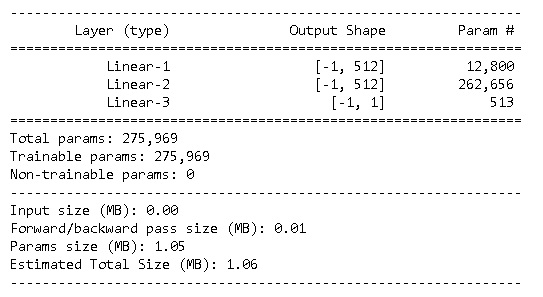 ----------------------------------------------------------------
Layer (type) Output Shape Param #
================================================================
Linear-1 [-1, 512] 12,800
Linear-2 [-1, 512] 262,656
Linear-3 [-1, 1] 513
================================================================
Total params: 275,969
Trainable params: 275,969
Non-trainable params: 0
----------------------------------------------------------------
Input size (MB): 0.00
Forward/backward pass size (MB): 0.01
Params size (MB): 1.05
Estimated Total Size (MB): 1.06
----------------------------------------------------------------